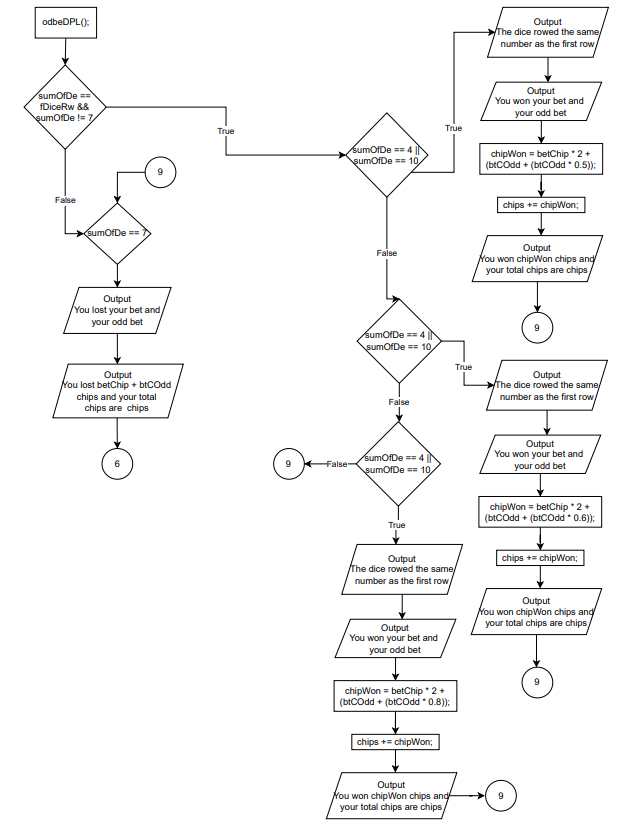 odbeDPL();
sumOfDe ==
fDiceRw &&
sumOfDe != 7
True
False
9
sumOfDe == 7
Output
You lost your bet and
your odd bet
Output
You lost betChip + btCOdd
chips and your total
chips are chips
6
sumOfDe == 4 ||
sumOfDe == 10
True
False
Output
The dice rowed the same
number as the first row
Output
You won your bet and
your odd bet
chipWon = betChip * 2 +
(btCOdd + (btCOdd * 0.5));
chips += chipWon;
Output
You won chipWon chips and
your total chips are chips
9
sumOfDe == 4 ||
sumOfDe == 10
True
False
Output
The dice rowed the same
number as the first row
Output
You won your bet and
your odd bet
chipWon = betChip * 2 +
(btCOdd + (btCOdd * 0.6));
chips += chipWon;
Output
You won chipWon chips and
your total chips are chips
9
sumOfDe == 4 ||
sumOfDe == 10
False
9
True
Output
The dice rowed the same
number as the first row
Output
You won your bet and
your odd bet
chipWon = betChip * 2 +
(btCOdd + (btCOdd * 0.8));
chips += chipWon;
Output
You won chipWon chips and
your total chips are chips
9